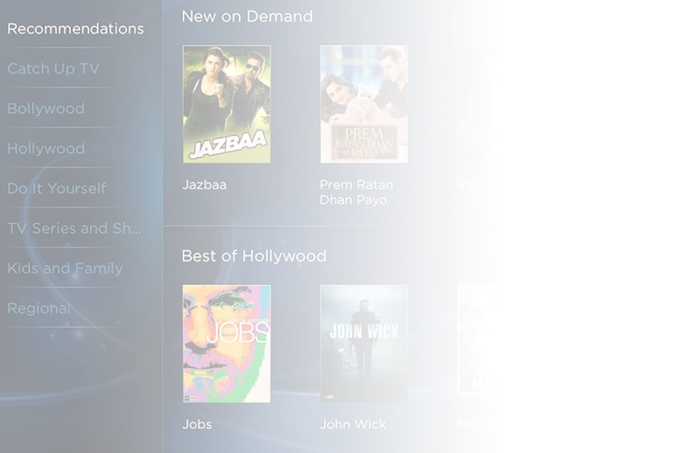 Recommendations
Catch Up TV
Bollywood
Hollywood
Do It Yourself
TV Series and Sh...
Kids and Family
Regional
New on Demand
JAZBAA
PREM
RATAN DHAN
PAYO
Jazbaa
Prem Ratan
Dhan Payo
Best of Hollywood
JOBS
JOHN WICK
Jobs
John Wick